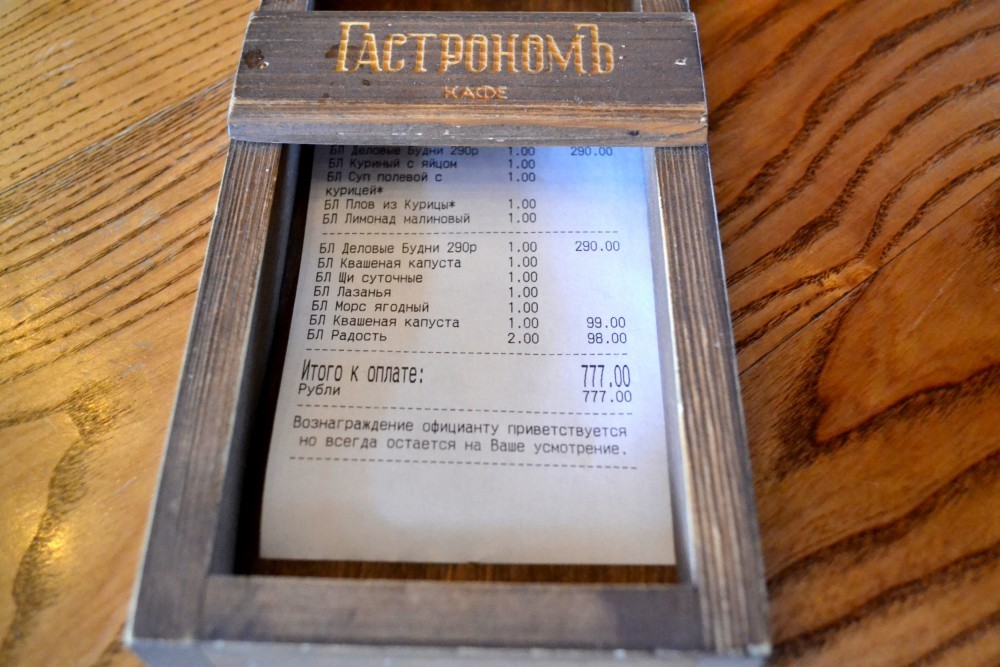 ГАСТРОНОМЪ
КАФЕ
БЛ Деловые Будни 290р 1.00 290.00
БЛ Куриный с яйцом 1.00
БЛ Суп полевой с 1.00
курицей*
БЛ Плов из Курицы* 1.00
БЛ Лимонад малиновый 1.00
БЛ Деловые Будни 290р 1.00 290.00
БЛ Квашеная капуста 1.00
БЛ Щи суточные 1.00
БЛ Лазанья 1.00
БЛ Морс ягодный 1.00
БЛ Квашеная капуста 1.00 99.00
БЛ Радость 2.00 98.00
Итого к оплате: 777.00
Рубли 777.00
Вознаграждение официанту приветствуется
но всегда остается на Ваше усмотрение.